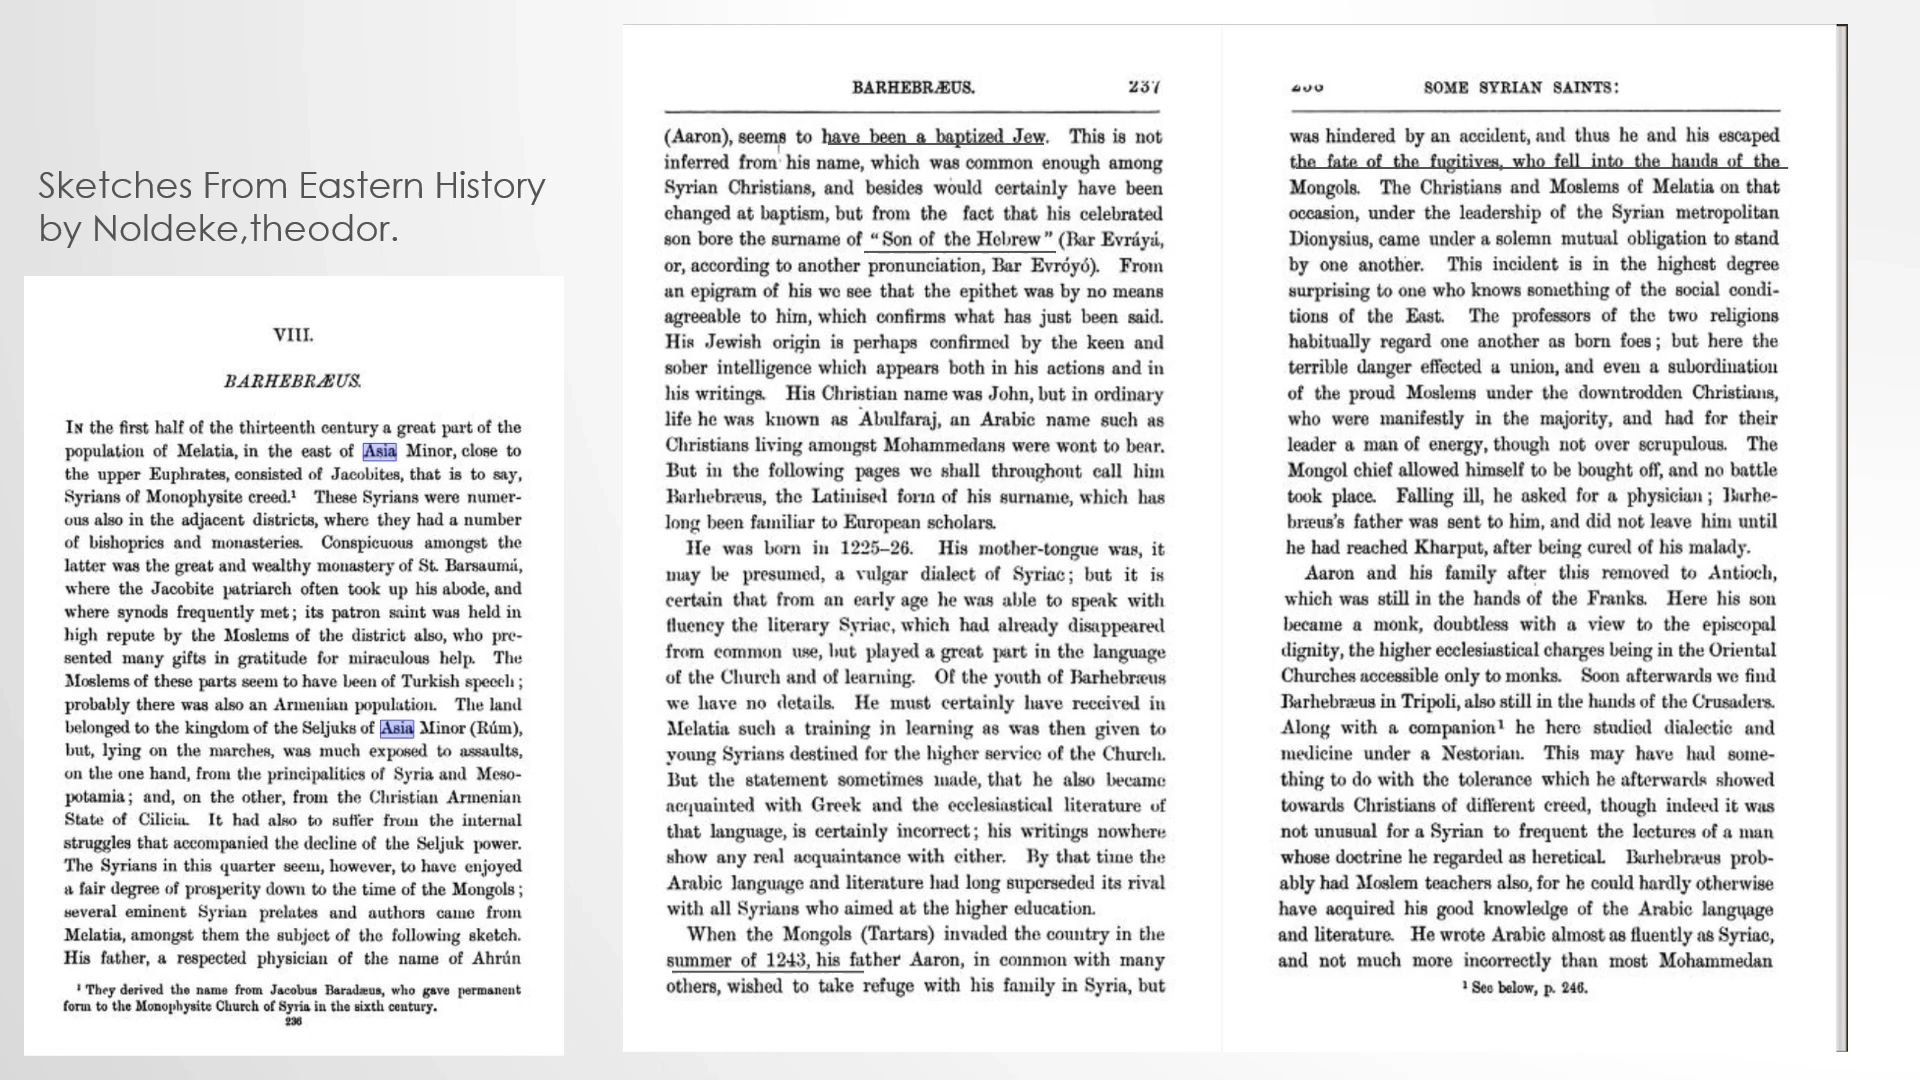 Sketches From Eastern History
by Noldeke,theodor.
VIII.
BARHEBRÆUS.
IN the first half of the thirteenth century a great part of the
population of Melatia, in the east of Asia Minor, close to
the upper Euphrates, consisted of Jacobites, that is to say,
Syrians of Monophysite creed.¹ These Syrians were numer-
ous also in the adjacent districts, where they had a number
of bishoprics and monasteries. Conspicuous amongst the
latter was the great and wealthy monastery of St. Barsaumá,
where the Jacobite patriarch often took up his abode, and
where synods frequently met; its patron saint was held in
high repute by the Moslems of the district also, who pre-
sented many gifts in gratitude for miraculous help. The
Moslems of these parts seem to have been of Turkish speech;
probably there was also an Armenian population. The land
belonged to the kingdom of the Seljuks of Asia Minor (Rúm),
but, lying on the marches, was much exposed to assaults,
on the one hand, from the principalities of Syria and Meso-
potamia; and, on the other, from the Christian Armenian
State of Cilicia. It had also to suffer from the internal
struggles that accompanied the decline of the Seljuk power.
The Syrians in this quarter seem, however, to have enjoyed
a fair degree of prosperity down to the time of the Mongols;
several eminent Syrian prelates and authors came from
Melatia, amongst them the subject of the following sketch.
His father, a respected physician of the name of Ahrún
¹ They derived the name from Jacobus Baradæus, who gave permanent
form to the Monophysite Church of Syria in the sixth century.
236
BARHEBRÆUS. 237
(Aaron), seems to have been a baptized Jew. This is not
inferred from his name, which was common enough among
Syrian Christians, and besides would certainly have been
changed at baptism, but from the fact that his celebrated
son bore the surname of “Son of the Hebrew” (Bar Evráyá,
or, according to another pronunciation, Bar Evróyó). From
an epigram of his we see that the epithet was by no means
agreeable to him, which confirms what has just been said.
His Jewish origin is perhaps confirmed by the keen and
sober intelligence which appears both in his actions and in
his writings. His Christian name was John, but in ordinary
life he was known as Abulfaraj, an Arabic name such as
Christians living amongst Mohammedans were wont to bear.
But in the following pages we shall throughout call him
Barhebræus, the Latinised form of his surname, which has
long been familiar to European scholars.
He was born in 1225–26. His mother-tongue was, it
may be presumed, a vulgar dialect of Syriac; but it is
certain that from an early age he was able to speak with
fluency the literary Syriac, which had already disappeared
from common use, but played a great part in the language
of the Church and of learning. Of the youth of Barhebræus
we have no details. He must certainly have received in
Melatia such a training in learning as was then given to
young Syrians destined for the higher service of the Church.
But the statement sometimes made, that he also became
acquainted with Greek and the ecclesiastical literature of
that language, is certainly incorrect; his writings nowhere
show any real acquaintance with either. By that time the
Arabic language and literature had long superseded its rival
with all Syrians who aimed at the higher education.
When the Mongols (Tartars) invaded the country in the
summer of 1243, his father Aaron, in common with many
others, wished to take refuge with his family in Syria, but
SOME SYRIAN SAINTS:
was hindered by an accident, and thus he and his escaped
the fate of the fugitives, who fell into the hands of the
Mongols. The Christians and Moslems of Melatia on that
occasion, under the leadership of the Syrian metropolitan
Dionysius, came under a solemn mutual obligation to stand
by one another. This incident is in the highest degree
surprising to one who knows something of the social condi-
tions of the East. The professors of the two religions
habitually regard one another as born foes; but here the
terrible danger effected a union, and even a subordination
of the proud Moslems under the downtrodden Christians,
who were manifestly in the majority, and had for their
leader a man of energy, though not over scrupulous. The
Mongol chief allowed himself to be bought off, and no battle
took place. Falling ill, he asked for a physician; Barhe-
bræus's father was sent to him, and did not leave him until
he had reached Kharput, after being cured of his malady.
Aaron and his family after this removed to Antioch,
which was still in the hands of the Franks. Here his son
became a monk, doubtless with a view to the episcopal
dignity, the higher ecclesiastical charges being in the Oriental
Churches accessible only to monks. Soon afterwards we find
Barhebræus in Tripoli, also still in the hands of the Crusaders.
Along with a companion¹ he here studied dialectic and
medicine under a Nestorian. This may have had some-
thing to do with the tolerance which he afterwards showed
towards Christians of different creed, though indeed it was
not unusual for a Syrian to frequent the lectures of a man
whose doctrine he regarded as heretical. Barhebræus prob-
ably had Moslem teachers also, for he could hardly otherwise
have acquired his good knowledge of the Arabic language
and literature. He wrote Arabic almost as fluently as Syriac,
and not much more incorrectly than most Mohammedan
¹ See below, p. 246.